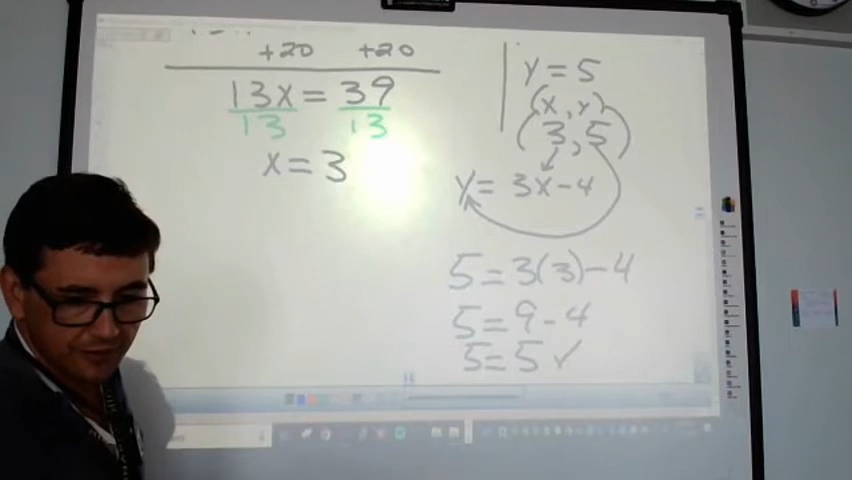 +20 +20
13x = 39
13 13
x = 3
y = 5
(x, y)
(3, 5)
y = 3x - 4
5 = 3(3) - 4
5 = 9 - 4
5 = 5 ✓